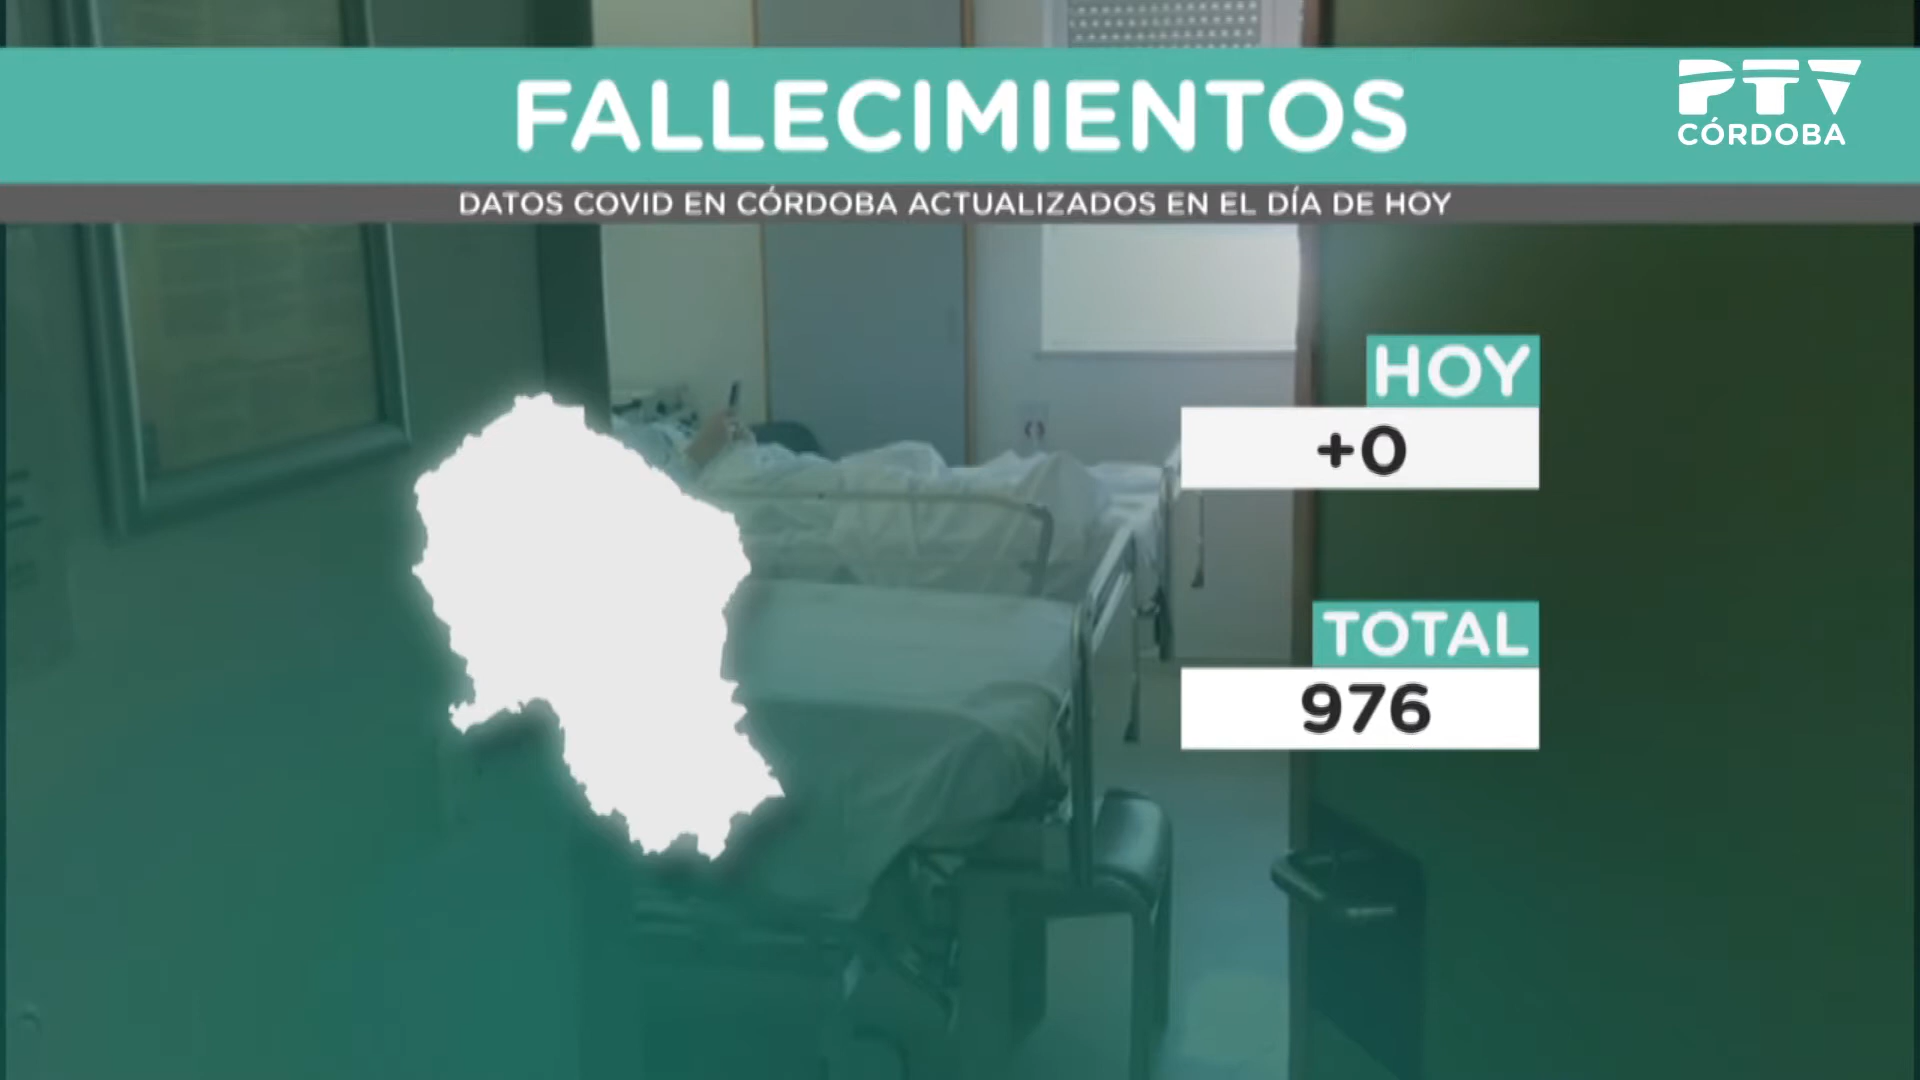 FALLECIMIENTOS
PTV
CÓRDOBA
DATOS COVID EN CÓRDOBA ACTUALIZADOS EN EL DÍA DE HOY
HOY
+0
TOTAL
976